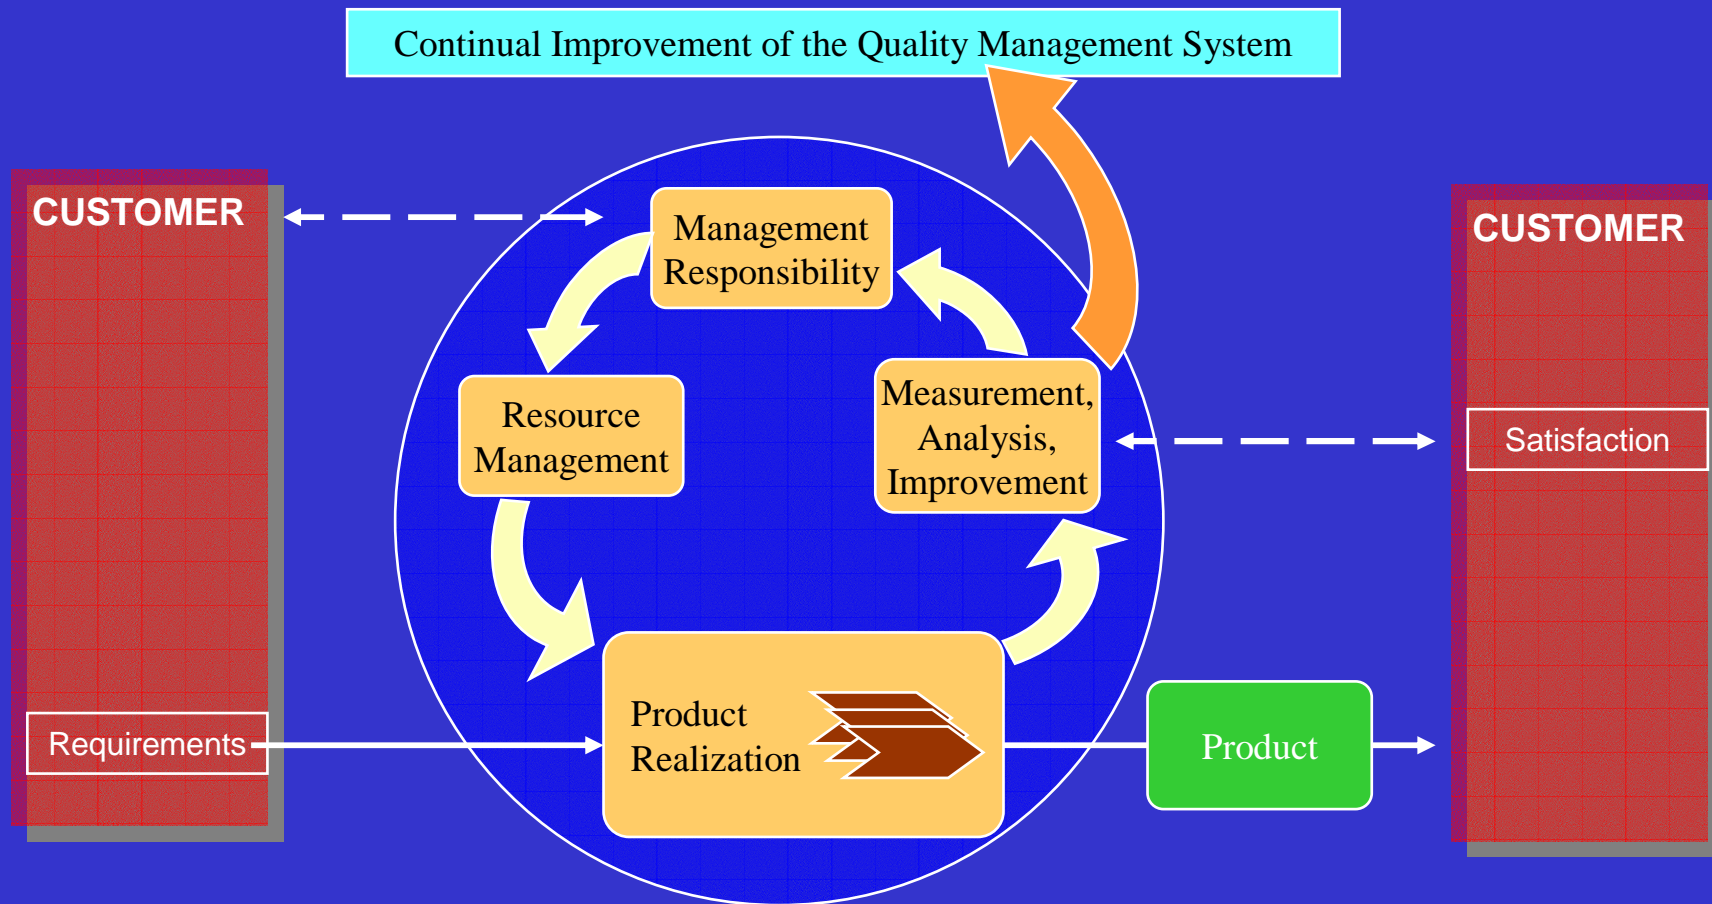 Continual Improvement of the Quality Management System
CUSTOMER
Management
Responsibility
CUSTOMER
Resource
Management
Measurement,
Analysis,
Improvement
Satisfaction
Requirements
Product
Realization
Product